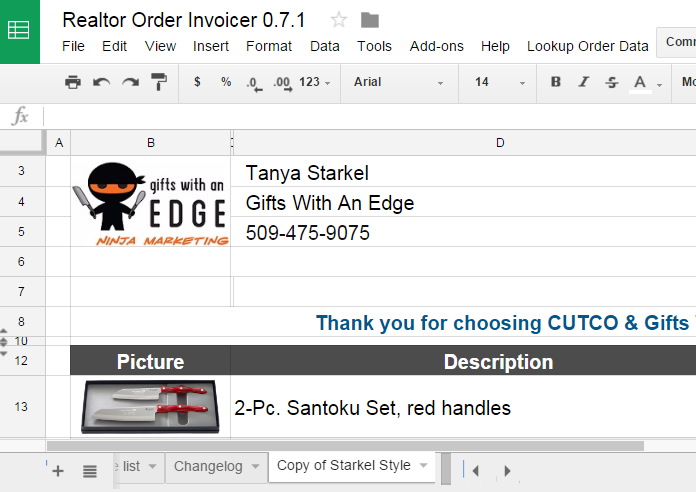 Realtor Order Invoicer 0.7.1
File Edit View Insert Format Data Tools Add-ons Help Lookup Order Data Comm
$ % .0 .00 123 Arial 14 B I S A Mo
fx
A B D
3 Tanya Starkel
4 Gifts With An Edge
5 509-475-9075
gifts with an
EDGE
NINJA MARKETING
6
7
8 Thank you for choosing CUTCO & Gifts
10
12 Picture Description
13 2-Pc. Santoku Set, red handles
+ list Changelog Copy of Starkel Style